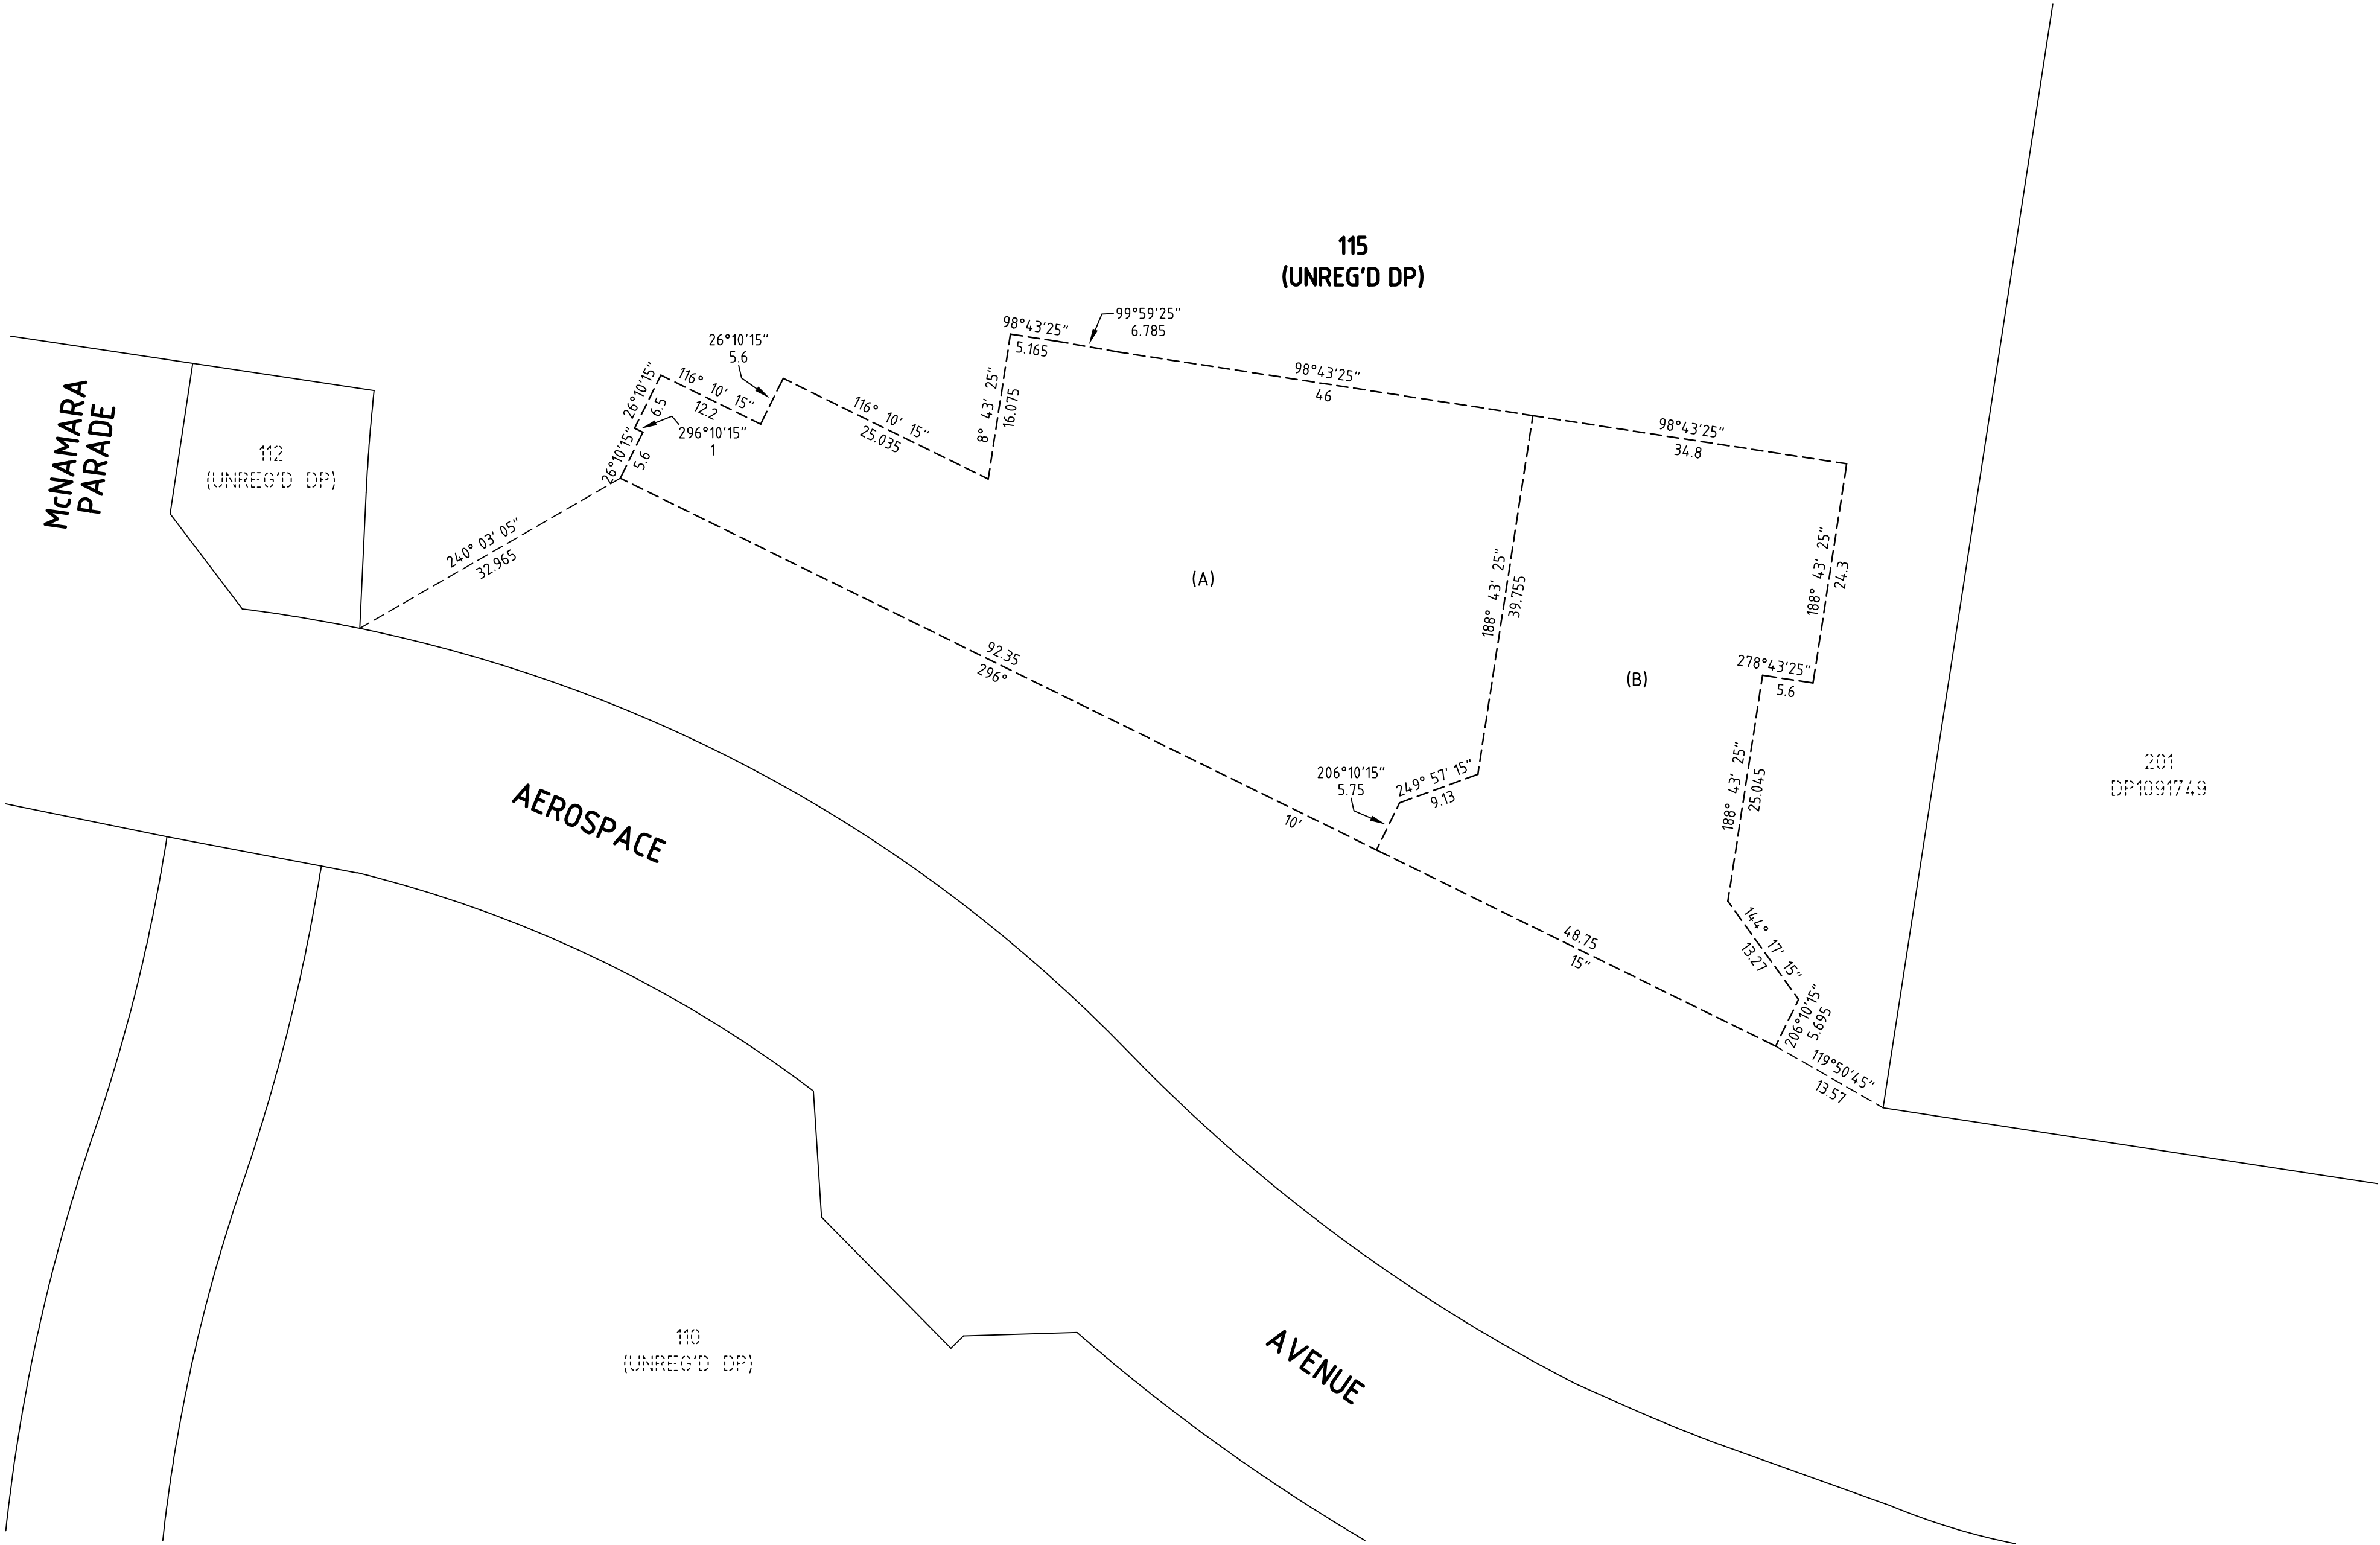 115
(UNREG'D DP)
99°59'25"
6.785
98°43'25"
5.165
26°10'15"
5.6
98°43'25"
46
116° 10' 15"
12.2
26°10'15"
6.5
8° 43' 25"
16.075
116° 10' 15"
25.035
98°43'25"
34.8
McNAMARA
PARADE
112
(UNREG'D DP)
296°10'15"
1
26°10'15"
5.6
240° 03' 05"
32.965
(A)
188° 43' 25"
39.755
188° 43' 25"
24.3
92.35
296°
278°43'25"
5.6
(B)
201
DP1091749
206°10'15"
5.75
249° 57' 15"
9.13
188° 43' 25"
25.045
AEROSPACE
10'
48.75
15"
144° 17' 15"
13.27
206°10'15"
5.695
119°50'45"
13.57
110
(UNREG'D DP)
AVENUE